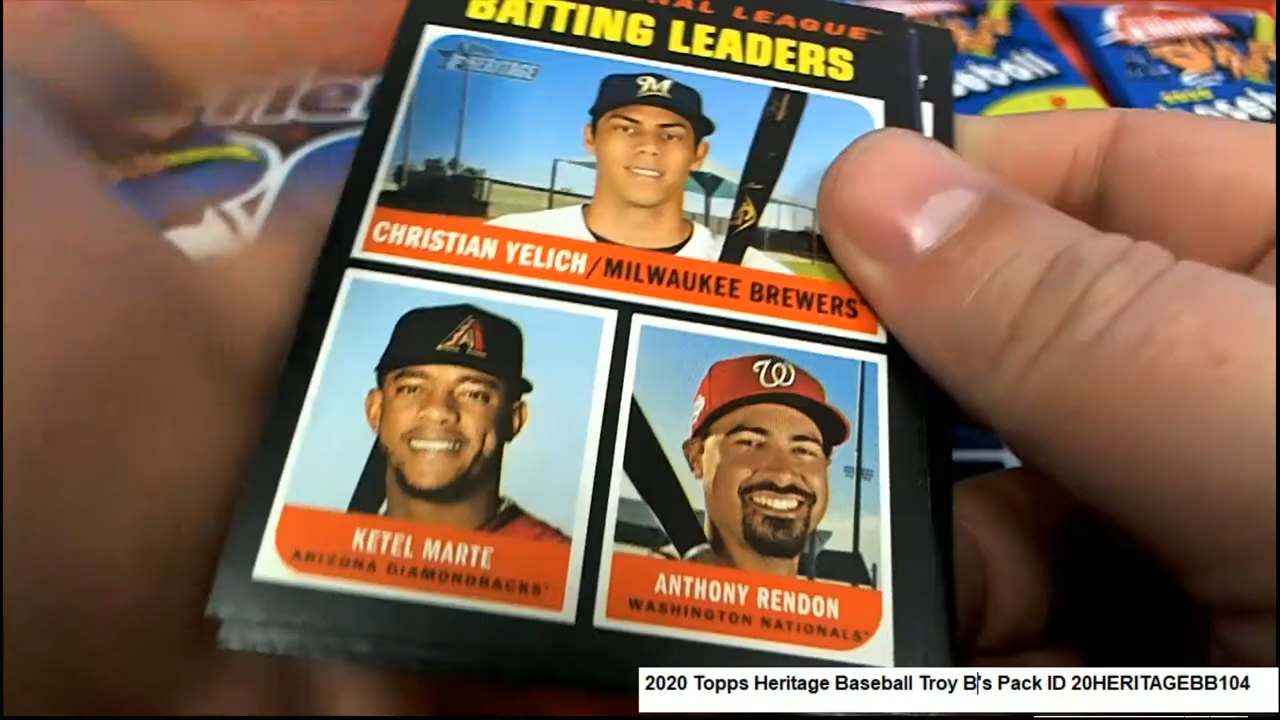 NAL LEAGUE
BATTING LEADERS
HERITAGE
CHRISTIAN YELICH/MILWAUKEE BREWERS
KETEL MARTE
ARIZONA DIAMONDBACKS
ANTHONY RENDON
WASHINGTON NATIONALS
2020 Topps Heritage Baseball Troy B's Pack ID 20HERITAGEBB104